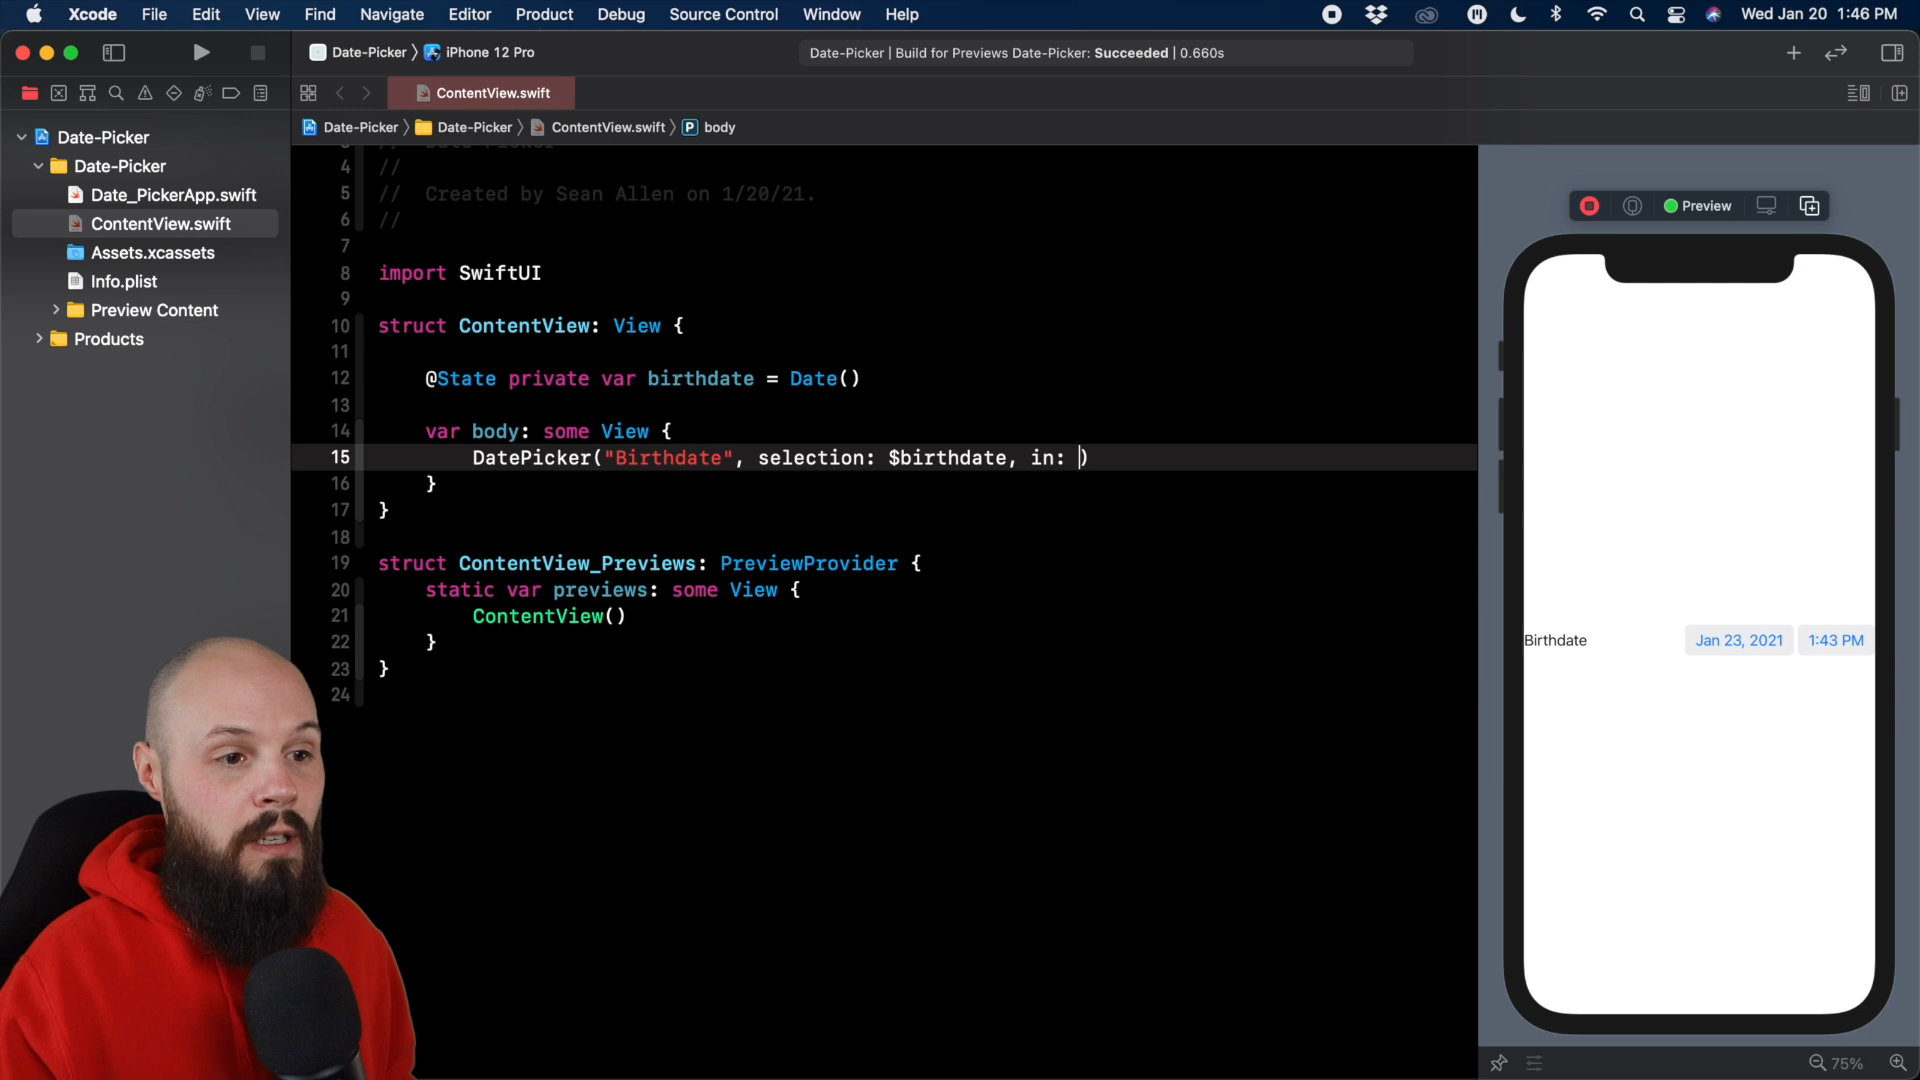 Xcode File Edit View Find Navigate Editor Product Debug Source Control Window Help Wed Jan 20 1:46 PM
Date-Picker iPhone 12 Pro Date-Picker | Build for Previews Date-Picker: Succeeded | 0.660s
ContentView.swift
Date-Picker Date-Picker ContentView.swift P body
Date-Picker
Date-Picker
Date_PickerApp.swift
ContentView.swift
Assets.xcassets
Info.plist
Preview Content
Products
3 // Date-Picker
4 //
5 // Created by Sean Allen on 1/20/21.
6 //
7
8 import SwiftUI
9
10 struct ContentView: View {
11
12 @State private var birthdate = Date()
13
14 var body: some View {
15 DatePicker("Birthdate", selection: $birthdate, in: )
16 }
17 }
18
19 struct ContentView_Previews: PreviewProvider {
20 static var previews: some View {
21 ContentView()
22 }
23 }
24
Preview
Birthdate Jan 23, 2021 1:43 PM
75%